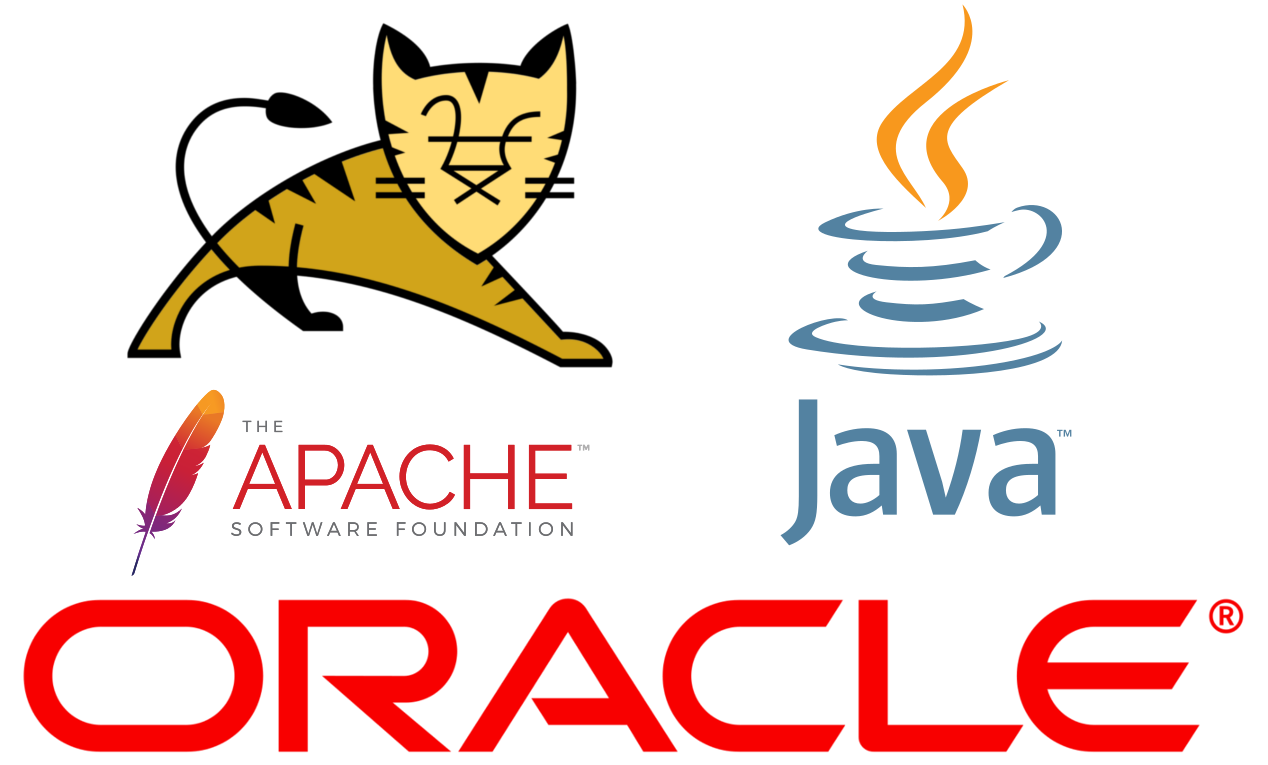 THE
APACHE™
SOFTWARE FOUNDATION
Java™
ORACLE®